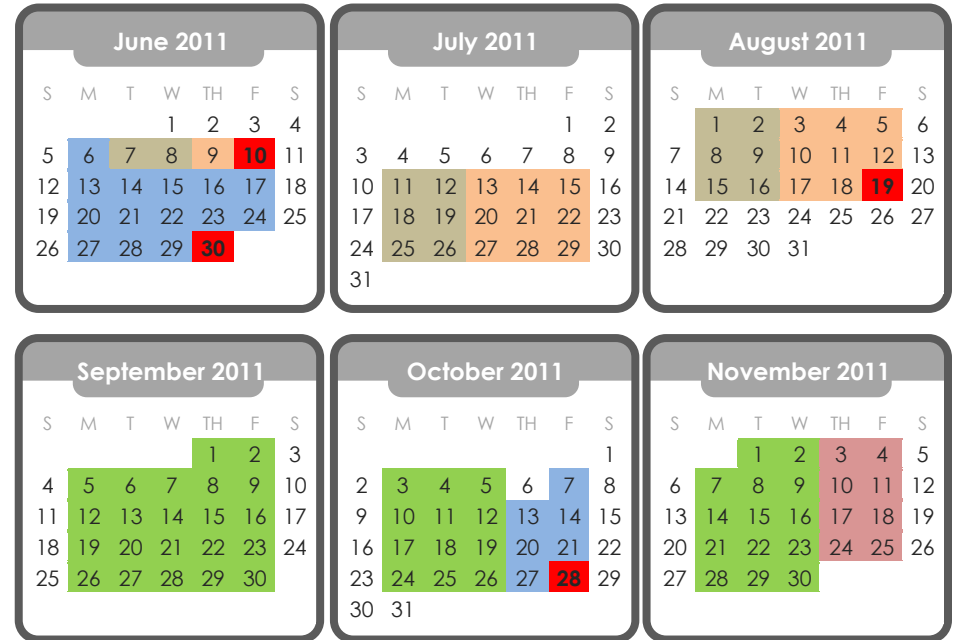 June 2011
S M T W TH F S
1 2 3 4
5 6 7 8 9 10 11
12 13 14 15 16 17 18
19 20 21 22 23 24 25
26 27 28 29 30
July 2011
S M T W TH F S
1 2
3 4 5 6 7 8 9
10 11 12 13 14 15 16
17 18 19 20 21 22 23
24 25 26 27 28 29 30
31
August 2011
S M T W TH F S
1 2 3 4 5 6
7 8 9 10 11 12 13
14 15 16 17 18 19 20
21 22 23 24 25 26 27
28 29 30 31
September 2011
S M T W TH F S
1 2 3
4 5 6 7 8 9 10
11 12 13 14 15 16 17
18 19 20 21 22 23 24
25 26 27 28 29 30
October 2011
S M T W TH F S
1
2 3 4 5 6 7 8
9 10 11 12 13 14 15
16 17 18 19 20 21 22
23 24 25 26 27 28 29
30 31
November 2011
S M T W TH F S
1 2 3 4 5
6 7 8 9 10 11 12
13 14 15 16 17 18 19
20 21 22 23 24 25 26
27 28 29 30